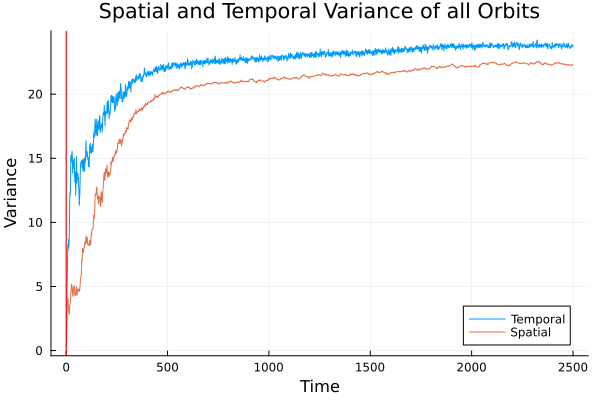 Spatial and Temporal Variance of all Orbits
Variance
20
15
10
5
0
Temporal
Spatial
0 500 1000 1500 2000 2500
Time